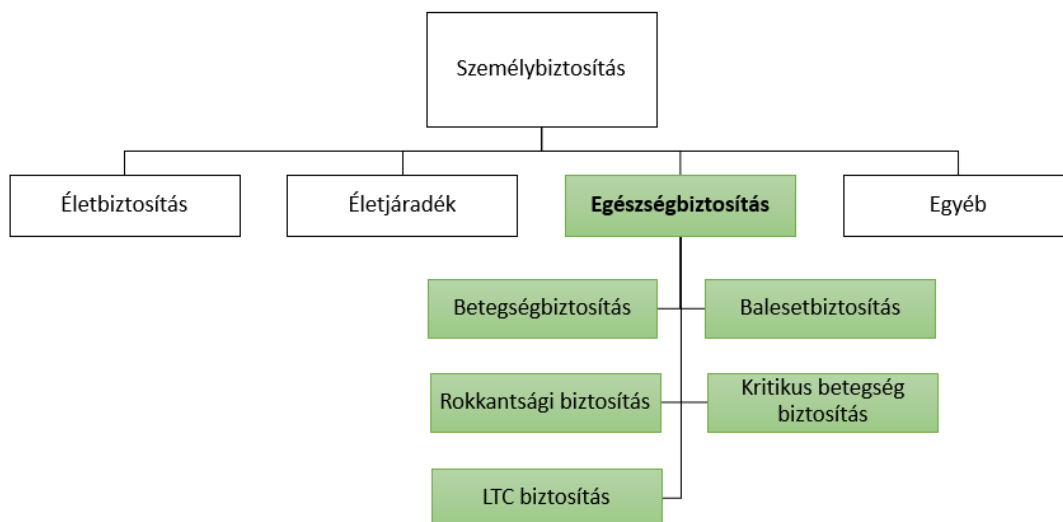 Személybiztosítás
Életbiztosítás
Életjáradék
Egészségbiztosítás
Egyéb
Betegségbiztosítás
Balesetbiztosítás
Rokkantsági biztosítás
Kritikus betegség
biztosítás
LTC biztosítás